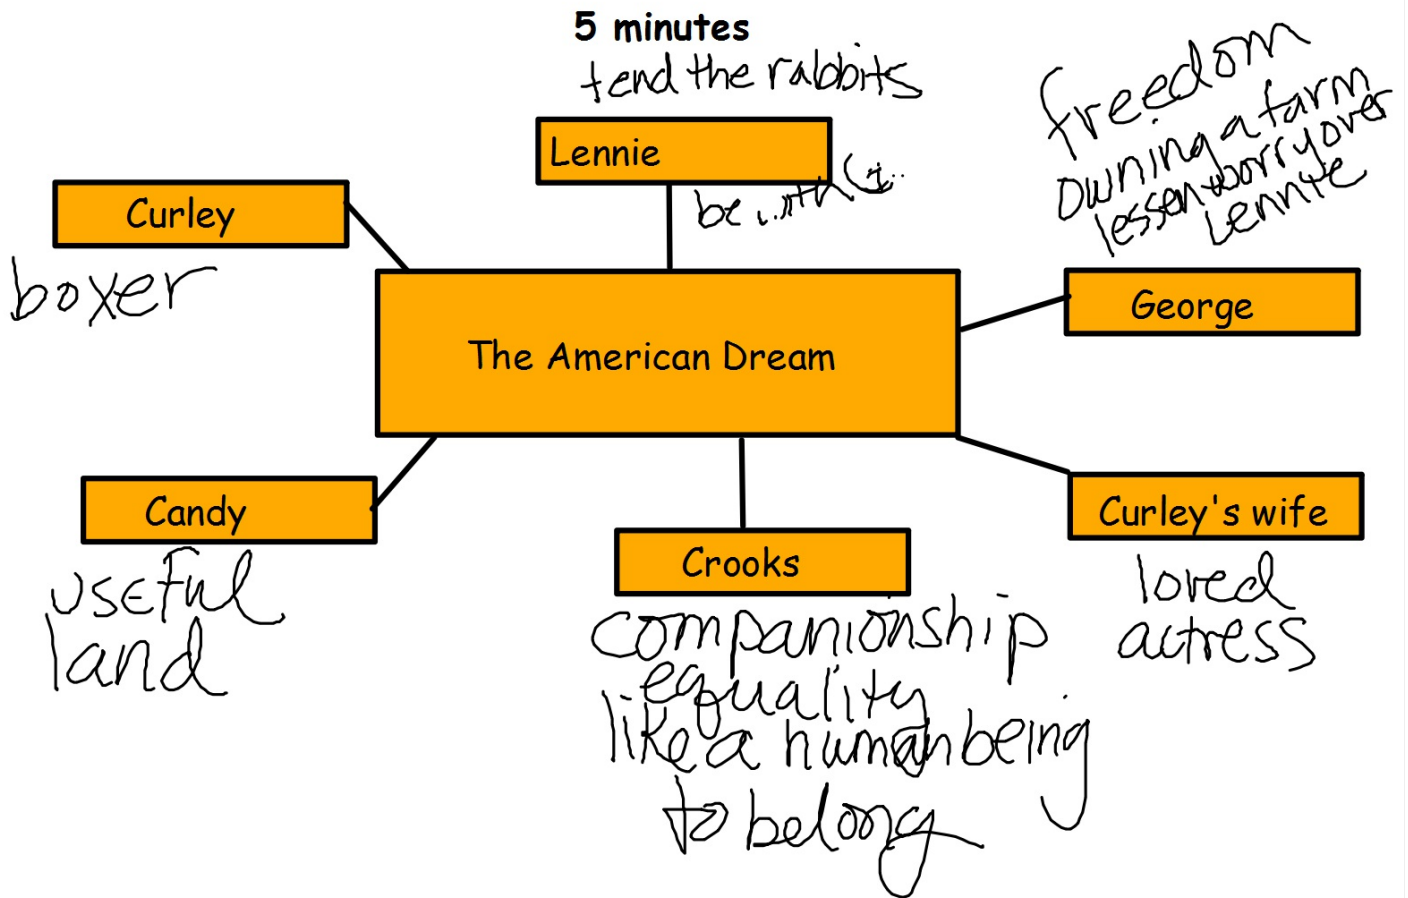 5 minutes
tend the rabbits
Lennie
be with
freedom
owning a farm
lessen worry over
Lennie
Curley
boxer
George
The American Dream
Candy
useful
land
Crooks
companionship
equality
like a human being
to belong
Curley's wife
loved
actress